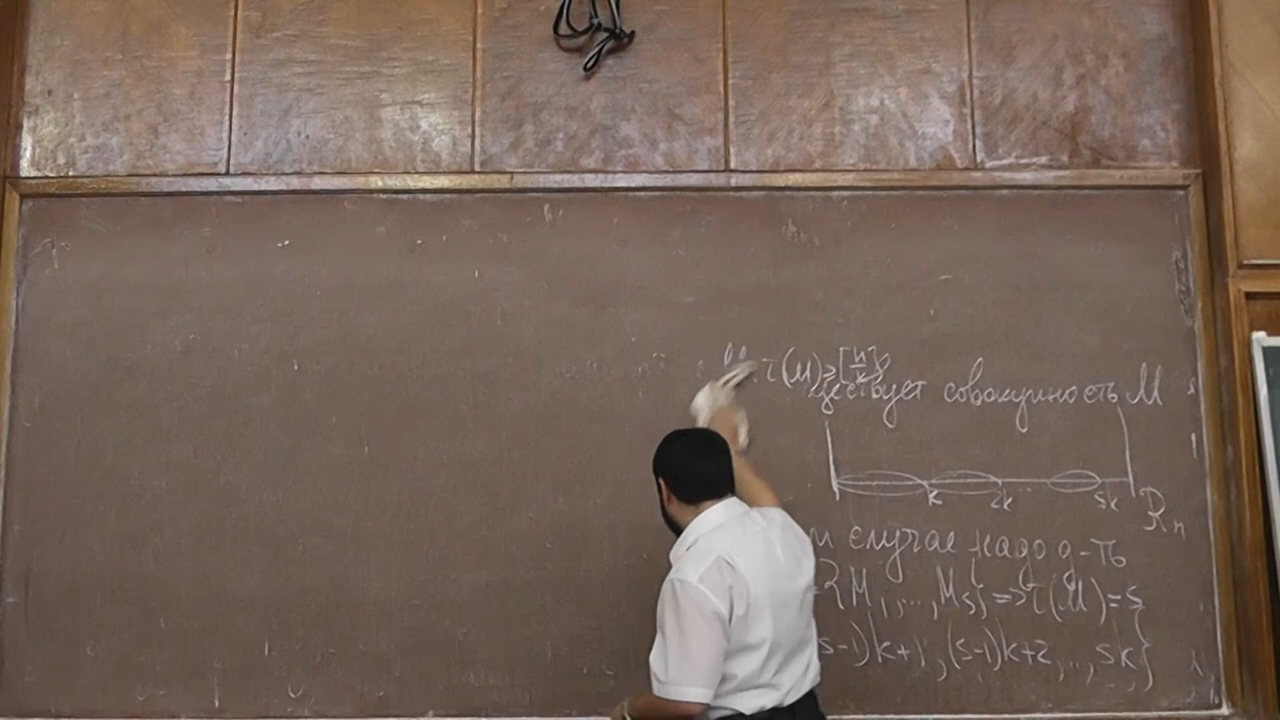 τ(M)≥[n/k]
ществует совокупность M
k 2k ... sk R_n
м случае надо д-ть
M_1,...,M_s}=>τ(M)=s
s-1)k+1, (s-1)k+2,..., sk}